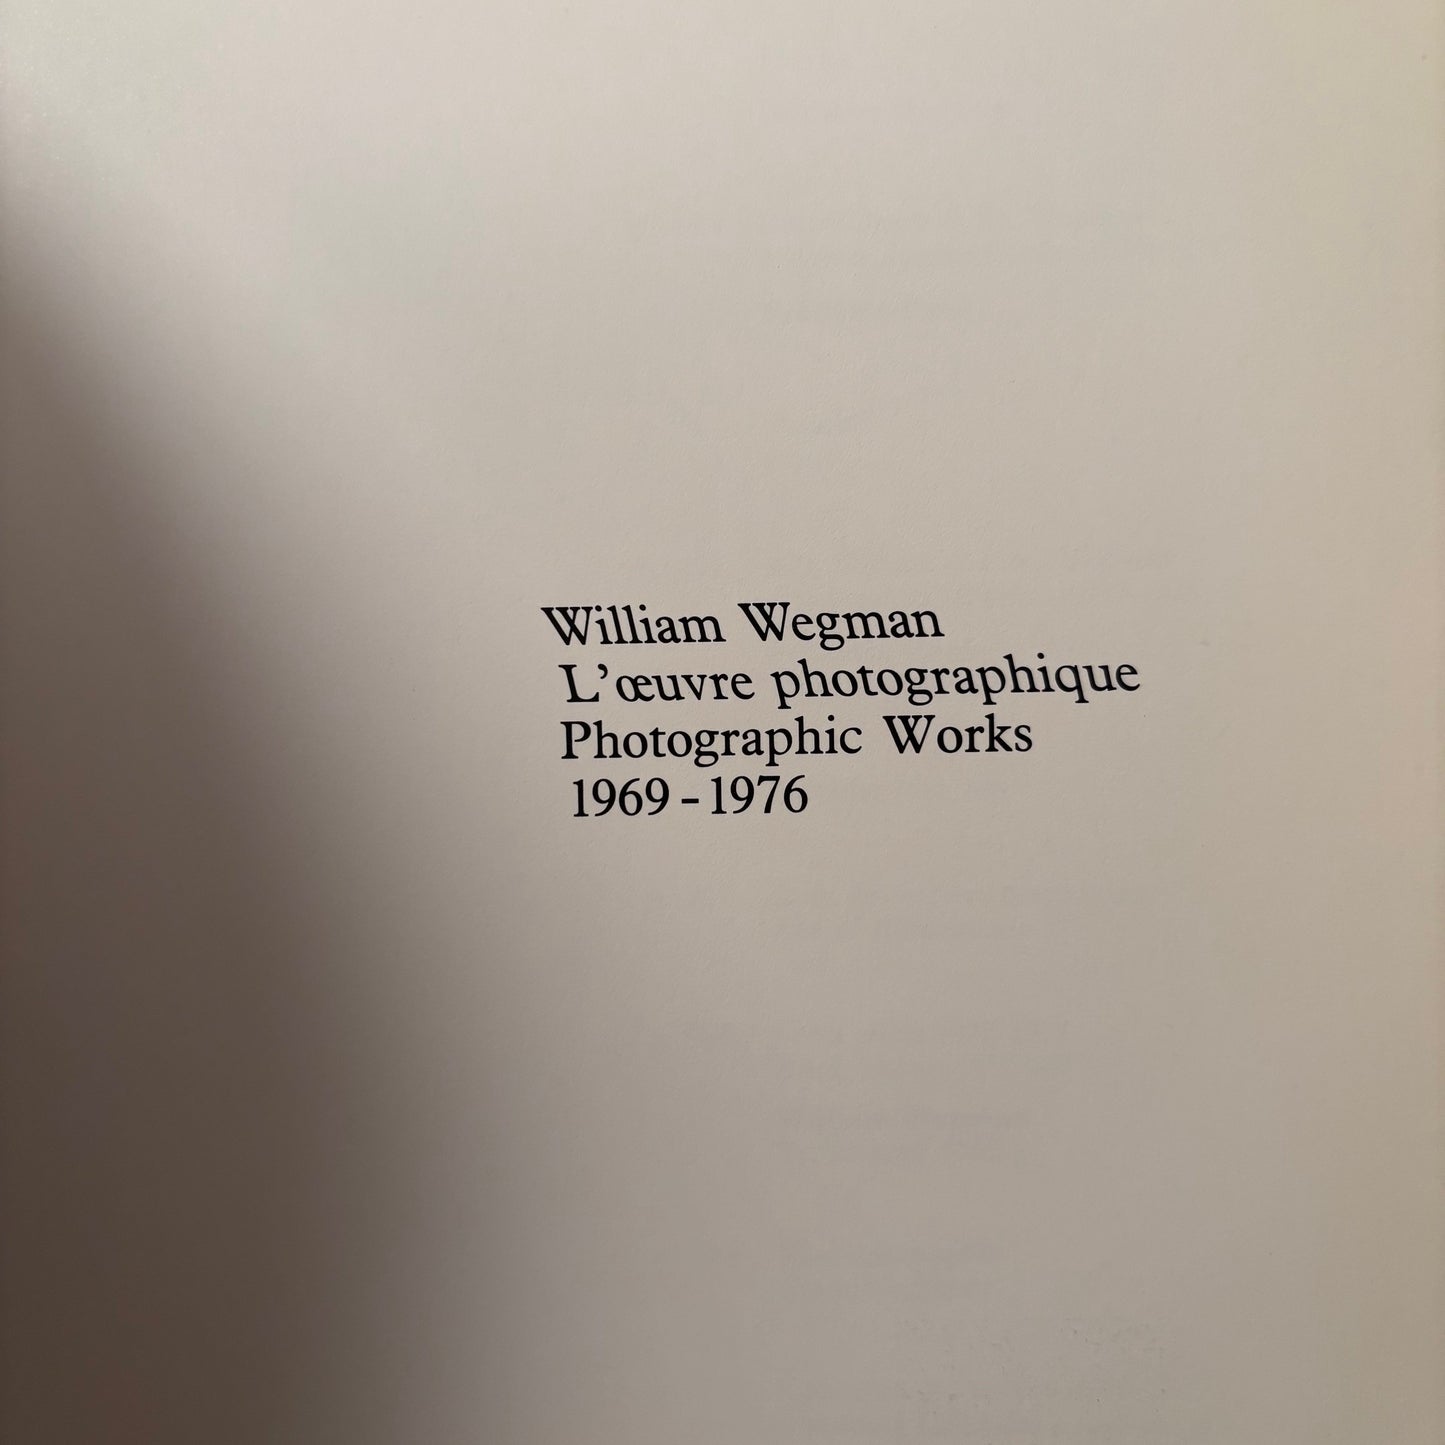 William Wegman
L’œuvre photographique
Photographic Works
1969 - 1976